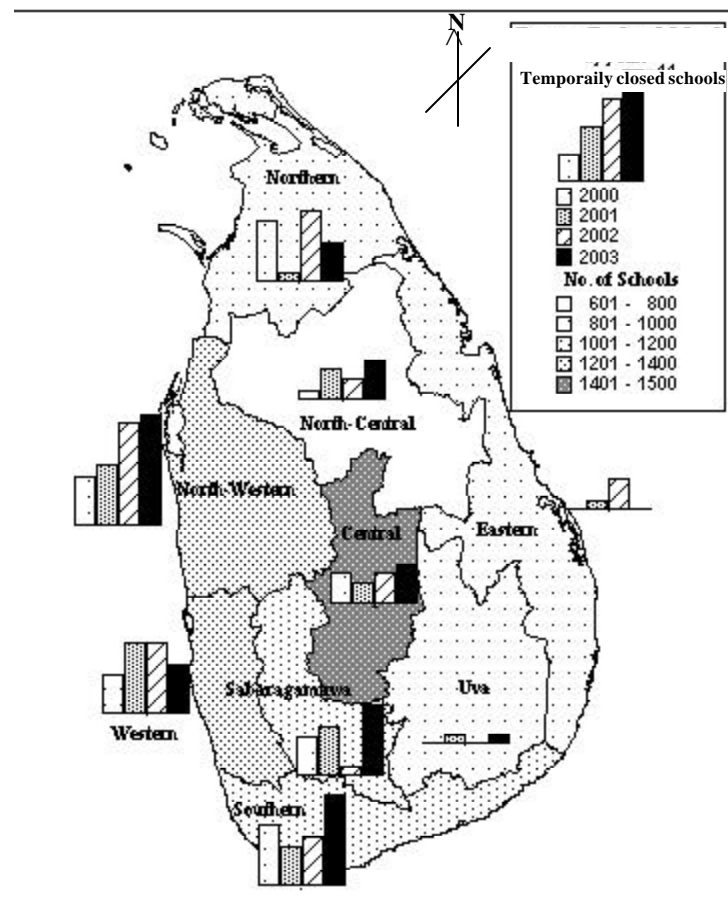 N
Temporaily closed schools
2000
2001
2002
2003
No. of Schools
601 - 800
801 - 1000
1001 - 1200
1201 - 1400
1401 - 1500
Northern
North-Central
North-Western
Central
Eastern
Sabaragamuwa
Uva
Western
Southern